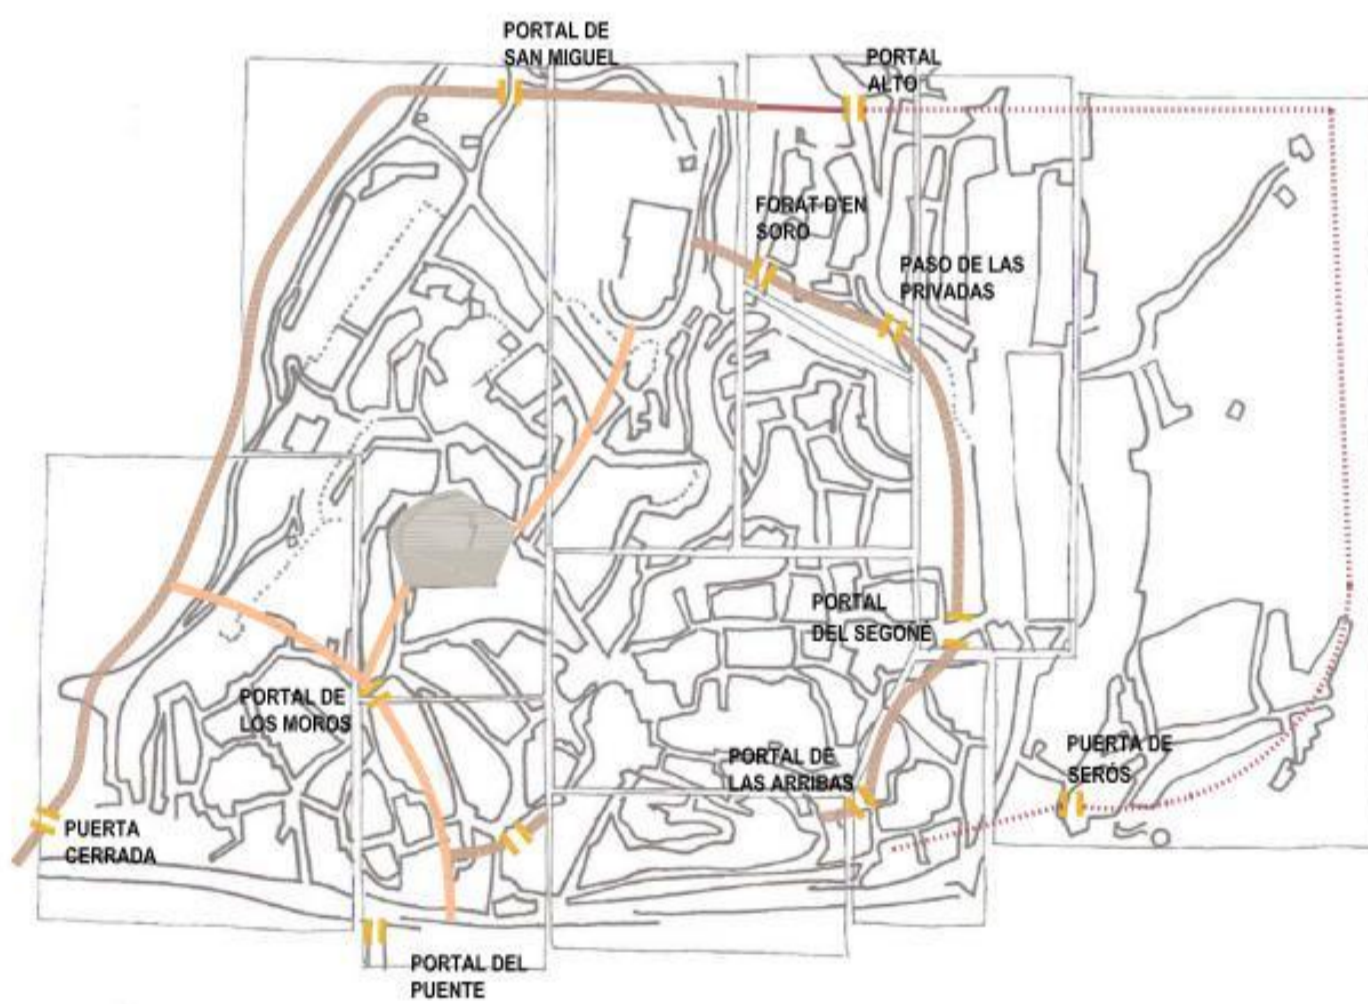 PORTAL DE
SAN MIGUEL
PORTAL
ALTO
FORAT D'EN
SORO
PASO DE LAS
PRIVADAS
PORTAL
DEL SEGOÑE
PORTAL DE
LOS MOROS
PORTAL DE
LAS ARRIBAS
PUERTA DE
SERÓS
PUERTA
CERRADA
PORTAL DEL
PUENTE